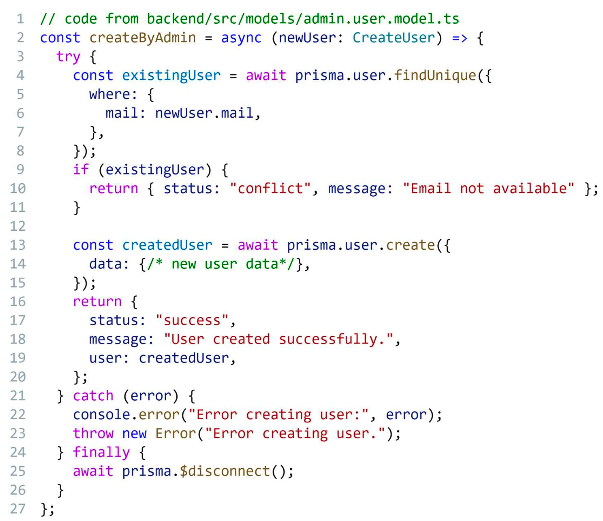 1 // code from backend/src/models/admin.user.model.ts
2 const createByAdmin = async (newUser: CreateUser) => {
3   try {
4     const existingUser = await prisma.user.findUnique({
5       where: {
6         mail: newUser.mail,
7       },
8     });
9     if (existingUser) {
10       return { status: "conflict", message: "Email not available" };
11     }
12
13     const createdUser = await prisma.user.create({
14       data: {/* new user data*/},
15     });
16     return {
17       status: "success",
18       message: "User created successfully.",
19       user: createdUser,
20     };
21   } catch (error) {
22     console.error("Error creating user:", error);
23     throw new Error("Error creating user.");
24   } finally {
25     await prisma.$disconnect();
26   }
27 };